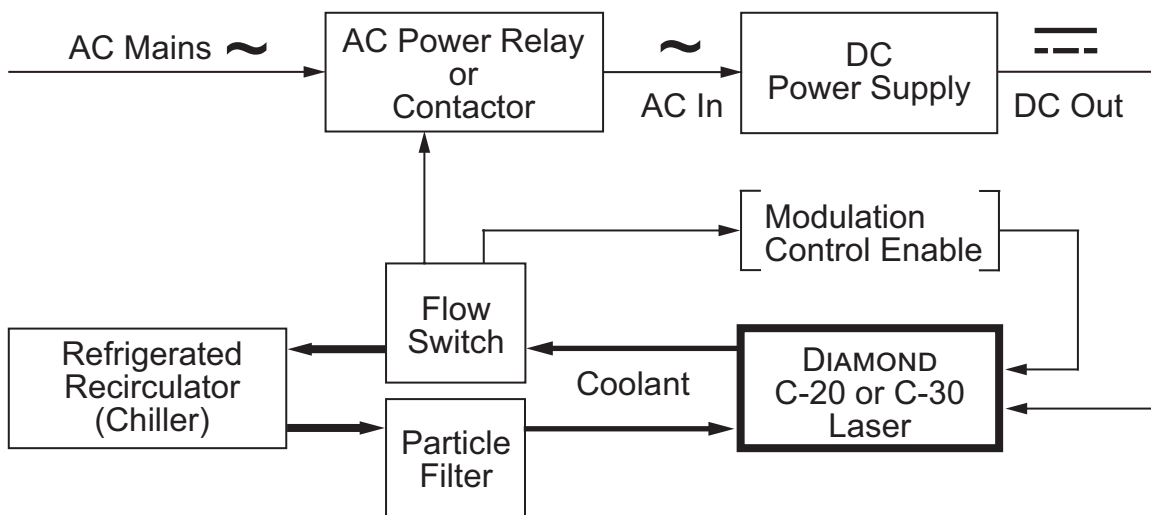 AC Mains ~
AC Power Relay
or
Contactor
~
AC In
DC
Power Supply
DC Out
Modulation
Control Enable
Flow
Switch
Refrigerated
Recirculator
(Chiller)
Coolant
DIAMOND
C-20 or C-30
Laser
Particle
Filter